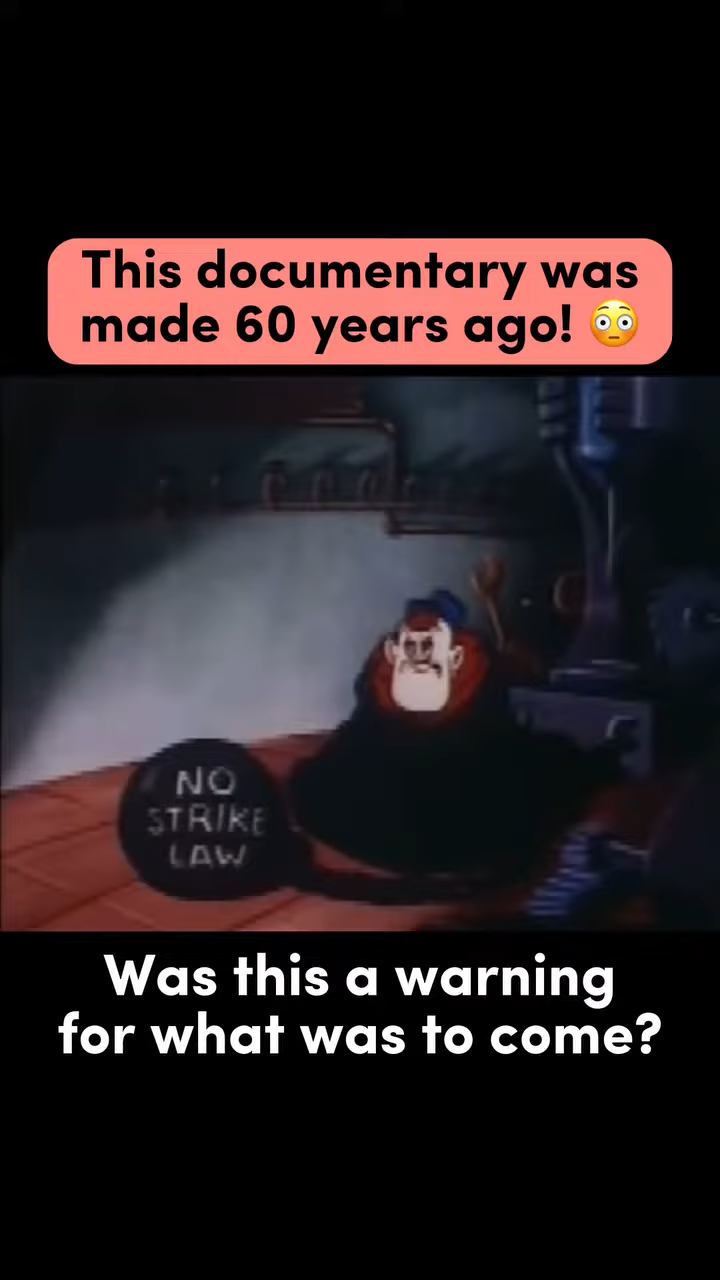 This documentary was
made 60 years ago! 😳
NO
STRIKE
LAW
Was this a warning
for what was to come?